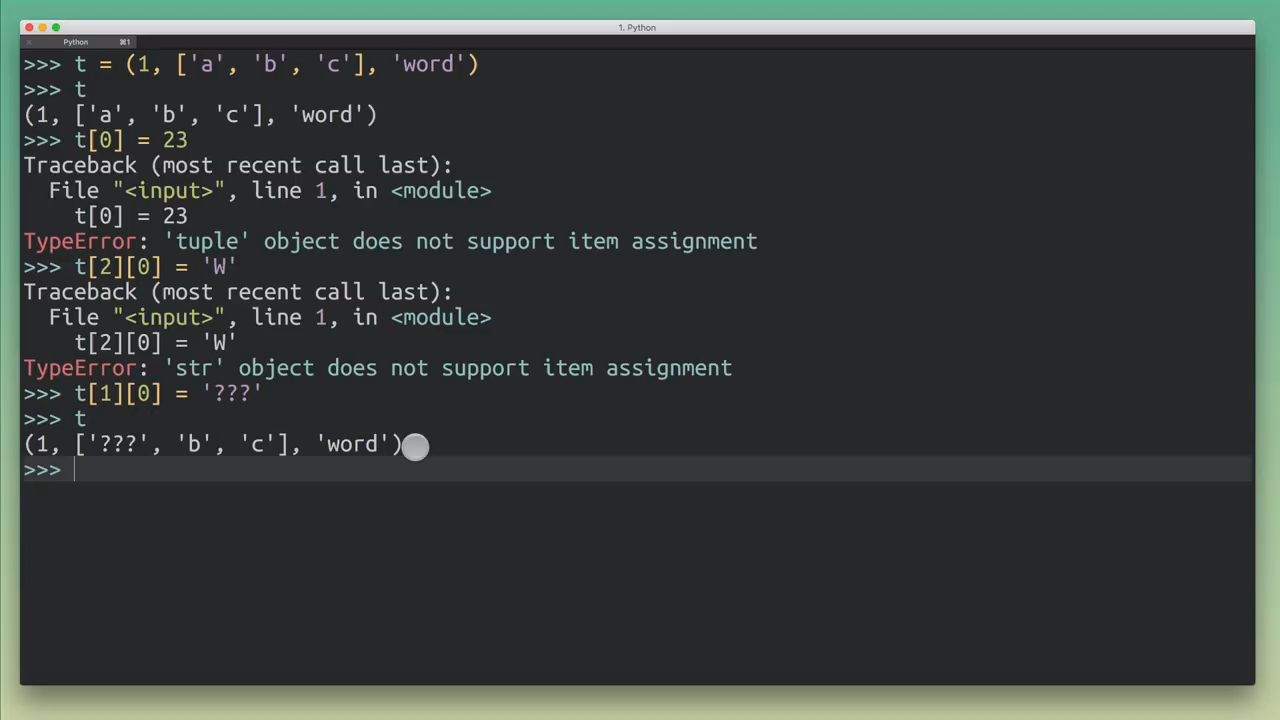 1. Python
Python ⌘1
>>> t = (1, ['a', 'b', 'c'], 'word')
>>> t
(1, ['a', 'b', 'c'], 'word')
>>> t[0] = 23
Traceback (most recent call last):
  File "<input>", line 1, in <module>
    t[0] = 23
TypeError: 'tuple' object does not support item assignment
>>> t[2][0] = 'W'
Traceback (most recent call last):
  File "<input>", line 1, in <module>
    t[2][0] = 'W'
TypeError: 'str' object does not support item assignment
>>> t[1][0] = '???'
>>> t
(1, ['???', 'b', 'c'], 'word')
>>>